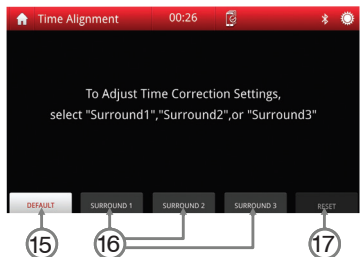 Time Alignment 00:26
To Adjust Time Correction Settings,
select "Surround1","Surround2",or "Surround3"
DEFAULT SURROUND 1 SURROUND 2 SURROUND 3 RESET
15 16 17